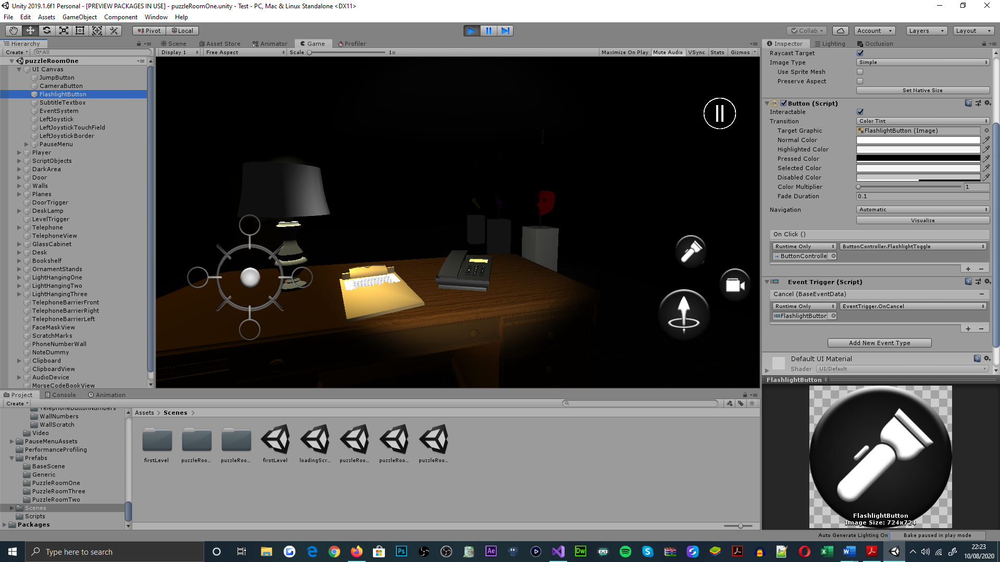 Unity 2019.1.6f1 Personal - [PREVIEW PACKAGES IN USE] - puzzleRoomOne.unity - Test - PC, Mac & Linux Standalone <DX11>
File Edit Assets GameObject Component Window Help
Pivot Local Collab Account Layers Layout
Hierarchy
Create All
puzzleRoomOne
UI Canvas
JumpButton
CameraButton
FlashlightButton
SubtitleTextbox
EventSystem
LeftJoystick
LeftJoystickTouchField
LeftJoystickBorder
PauseMenu
Player
ScriptObjects
DarkArea
Door
Walls
Planes
DoorTrigger
DeskLamp
LevelTrigger
Telephone
TelephoneView
GlassCabinet
Desk
Bookshelf
OrnamentStands
LightHangingOne
LightHangingTwo
LightHangingThree
TelephoneBarrierFront
TelephoneBarrierRight
TelephoneBarrierLeft
FaceMaskView
ScratchMarks
PhoneNumberWall
NoteDummy
Clipboard
ClipboardView
AudioDevice
MorseCodeBookView
Scene Asset Store Animator Game Profiler
Display 1 Free Aspect Scale 1x Maximize On Play Mute Audio VSync Stats Gizmos
Inspector Lighting Occlusion
Raycast Target
Image Type Simple
Use Sprite Mesh
Preserve Aspect
Set Native Size
OK Button (Script)
Interactable
Transition Color Tint
Target Graphic FlashlightButton (Image)
Normal Color
Highlighted Color
Pressed Color
Selected Color
Disabled Color
Color Multiplier 1
Fade Duration 0.1
Navigation Automatic
Visualize
On Click ()
Runtime Only ButtonController.FlashlightToggle
ButtonControlle
Event Trigger (Script)
Cancel (BaseEventData)
Runtime Only EventTrigger.OnCancel
FlashlightButtor
Add New Event Type
Default UI Material
Shader UI/Default
FlashlightButton
FlashlightButton
Image Size: 724x724
Project Console Animation
Create
TelephoneButtonNumbers
WallNumbers
WallScratch
Video
PauseMenuAssets
PerformanceProfiling
Prefabs
BaseScene
Generic
PuzzleRoomOne
PuzzleRoomThree
PuzzleRoomTwo
Scenes
Scripts
Packages
Assets > Scenes >
firstLevel puzzleRoo... puzzleRoo... firstLevel loadingScr... puzzleRoo... puzzleRoo... puzzleRoo...
Auto Generate Lighting On Bake paused in play mode
Type here to search
Ps Ae Dw
22:23
10/08/2020